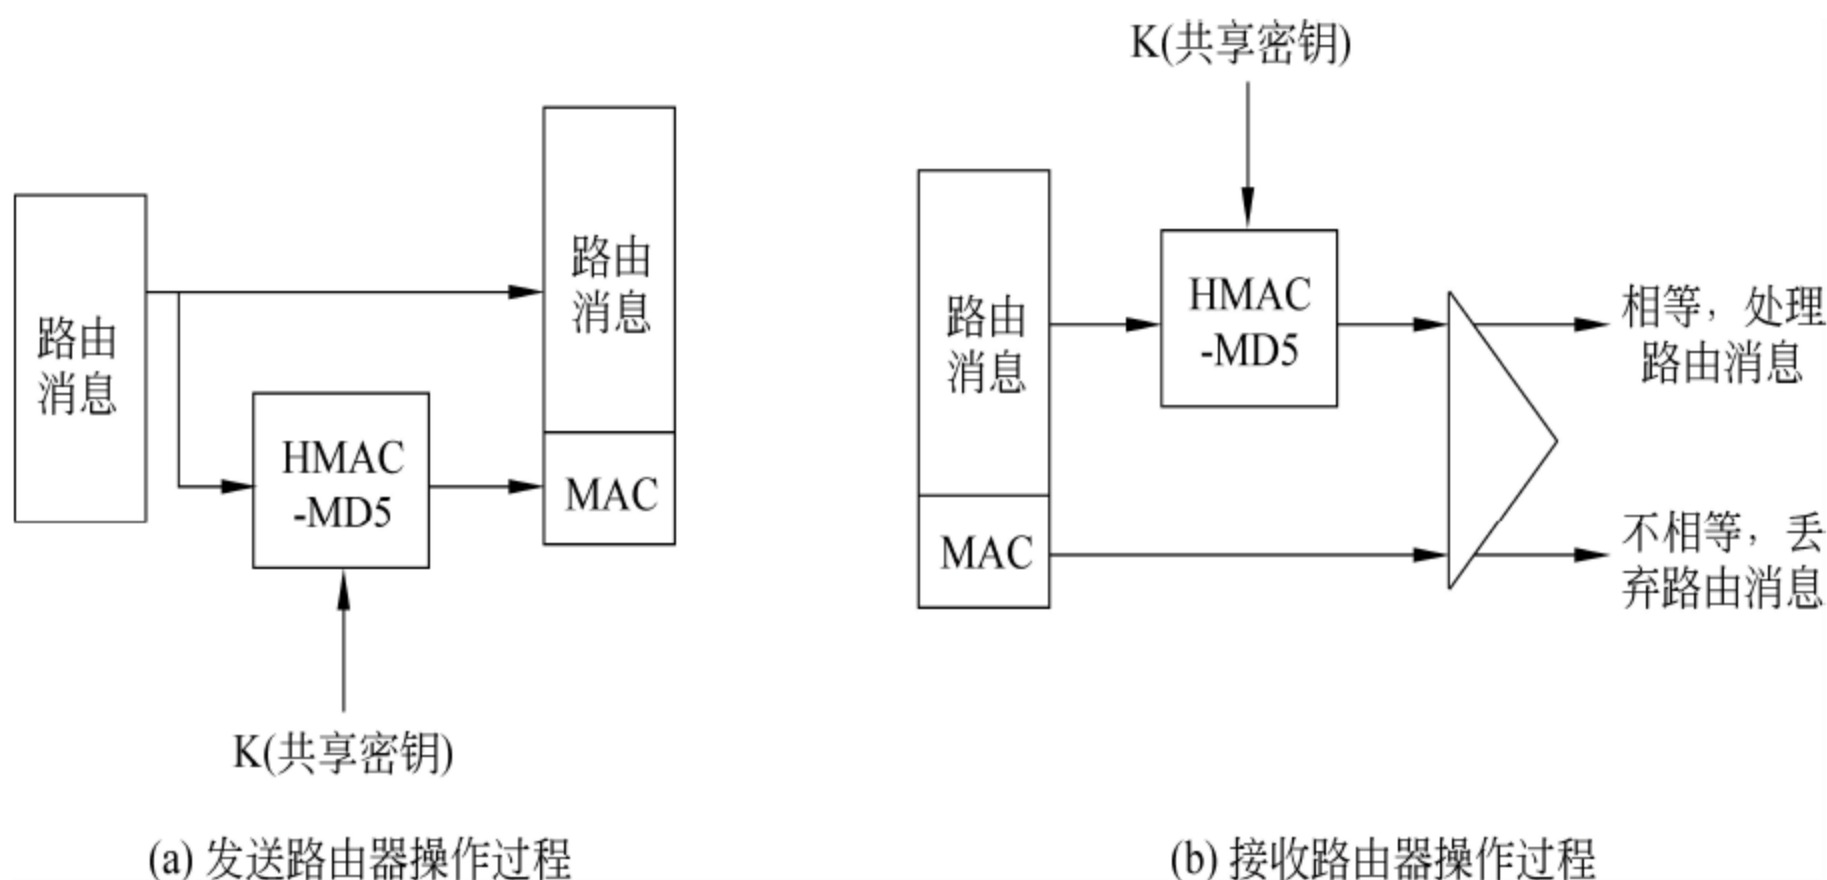 路由
消息
HMAC
-MD5
K(共享密钥)
路由
消息
MAC
(a) 发送路由器操作过程
K(共享密钥)
路由
消息
MAC
HMAC
-MD5
相等，处理
路由消息
不相等，丢
弃路由消息
(b) 接收路由器操作过程